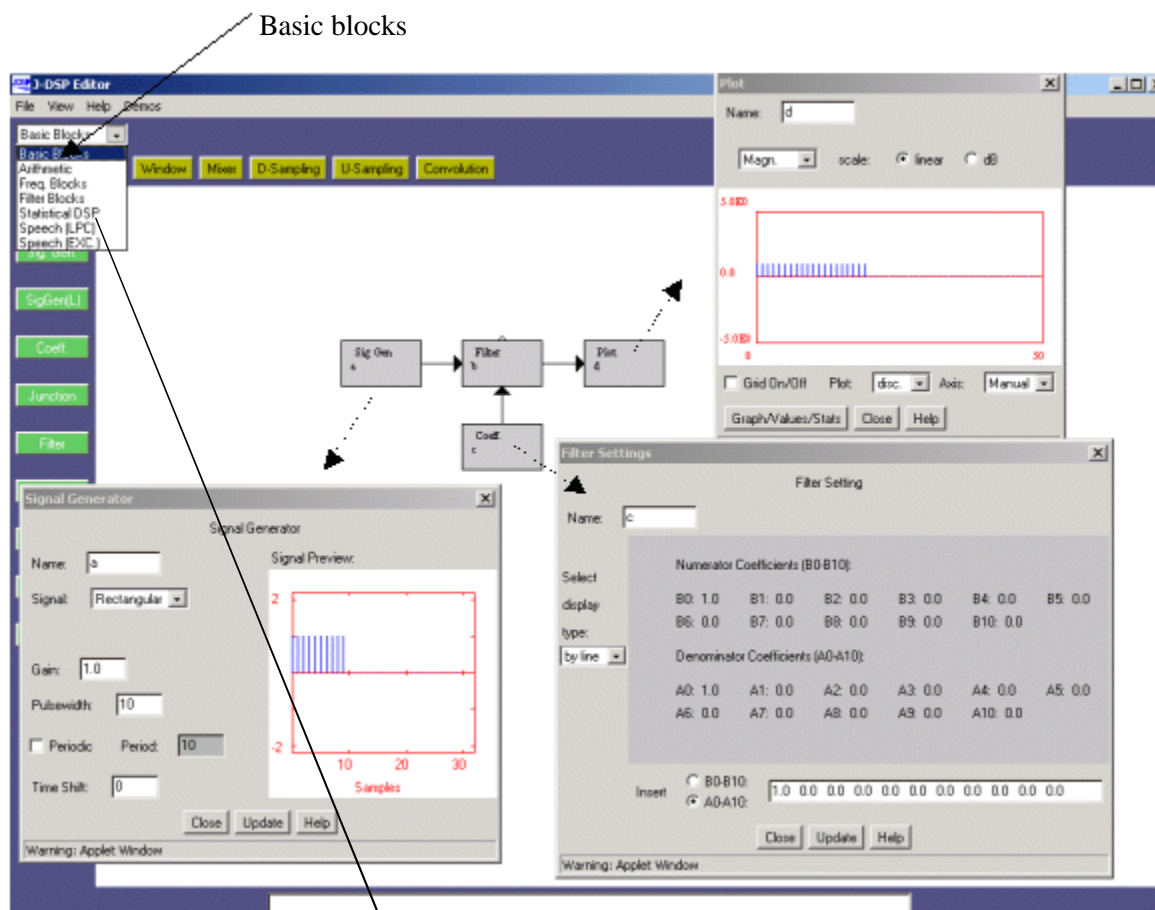 Basic blocks
J-DSP Editor
File View Help Demos
Basic Blocks
Basic Blocks
Arithmetic
Freq. Blocks
Filter Blocks
Statistical DSP
Speech (LPC)
Speech (EXC.)
Window Mixer D-Sampling U-Sampling Convolution
Sig. Gen.
SigGen(L)
Coeff.
Junction
Filter
Sig Gen
a
Filter
b
Plot
d
Coeff.
c
Plot
Name: d
Magn. scale: linear dB
5.0E0
0.0
-5.0E0
0 50
Grid On/Off Plot: disc. Axis: Manual
Graph/Values/Stats Close Help
Signal Generator
Signal Generator
Name: a
Signal: Rectangular
Gain: 1.0
Pulsewidth: 10
Periodic Period: 10
Time Shift: 0
Signal Preview:
2
-2
10 20 30
Samples
Close Update Help
Warning: Applet Window
Filter Settings
Filter Setting
Name: c
Select
display
type:
by line
Numerator Coefficients (B0-B10):
B0: 1.0 B1: 0.0 B2: 0.0 B3: 0.0 B4: 0.0 B5: 0.0
B6: 0.0 B7: 0.0 B8: 0.0 B9: 0.0 B10: 0.0
Denominator Coefficients (A0-A10):
A0: 1.0 A1: 0.0 A2: 0.0 A3: 0.0 A4: 0.0 A5: 0.0
A6: 0.0 A7: 0.0 A8: 0.0 A9: 0.0 A10: 0.0
Insert B0-B10:
A0-A10:
1.0 0.0 0.0 0.0 0.0 0.0 0.0 0.0 0.0 0.0 0.0
Close Update Help
Warning: Applet Window